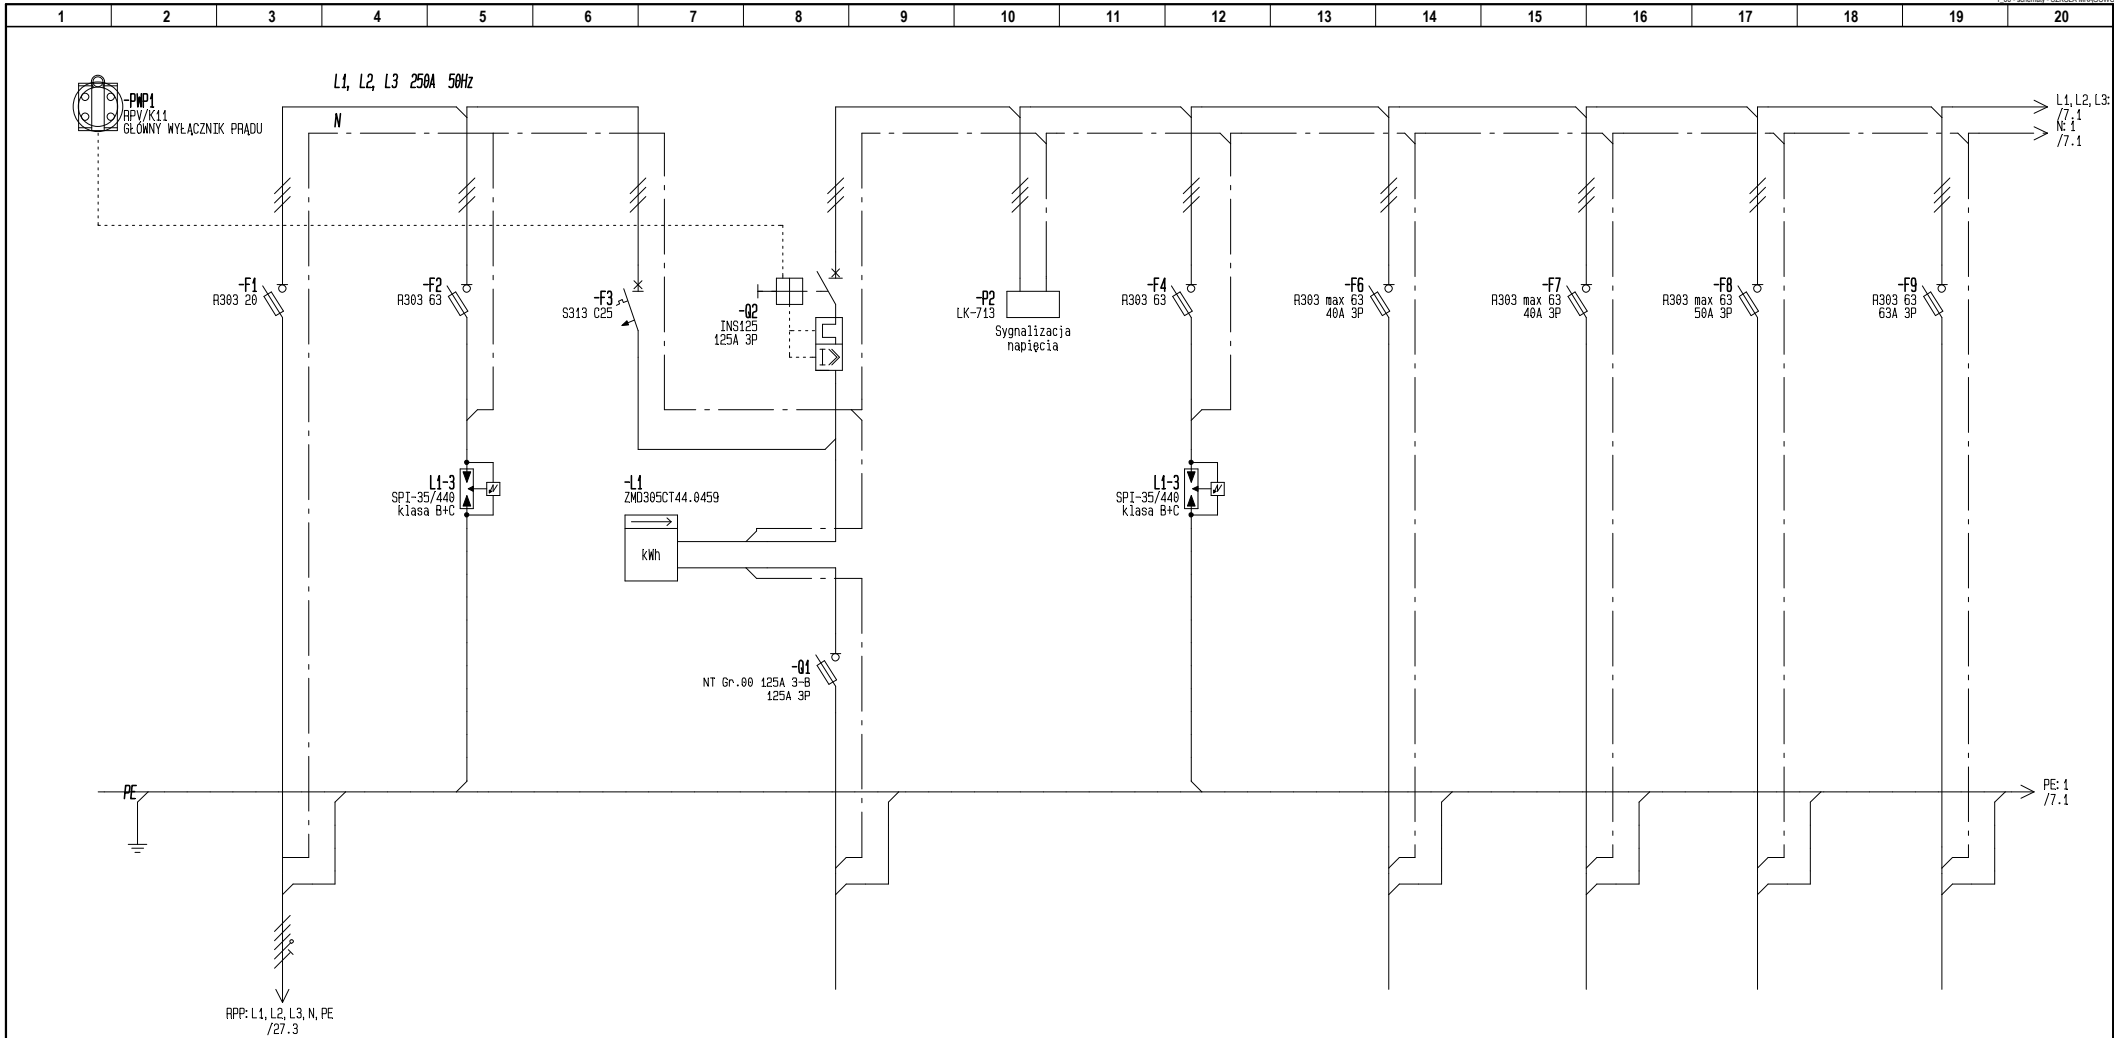 1 2 3 4 5 6 7 8 9 10 11 12 13 14 15 16 17 18 19 20
L1, L2, L3 250A 50Hz
N
-PWP1
RPV/K11
GŁÓWNY WYŁĄCZNIK PRĄDU
L1, L2, L3:
/7.1
N: 1
/7.1
-F1
R303 20
-F2
R303 63
-F3
S313 C25
-Q2
INS125
125A 3P
-P2
LK-713
Sygnalizacja
napięcia
-F4
R303 63
-F6
R303 max 63
40A 3P
-F7
R303 max 63
40A 3P
-F8
R303 max 63
50A 3P
-F9
R303 63
63A 3P
L1-3
SPI-35/440
klasa B+C
-L1
ZMD305CT44.0459
kWh
L1-3
SPI-35/440
klasa B+C
-Q1
NT Gr.00 125A 3-B
125A 3P
PE
PE: 1
/7.1
RPP: L1, L2, L3, N, PE
/27.3